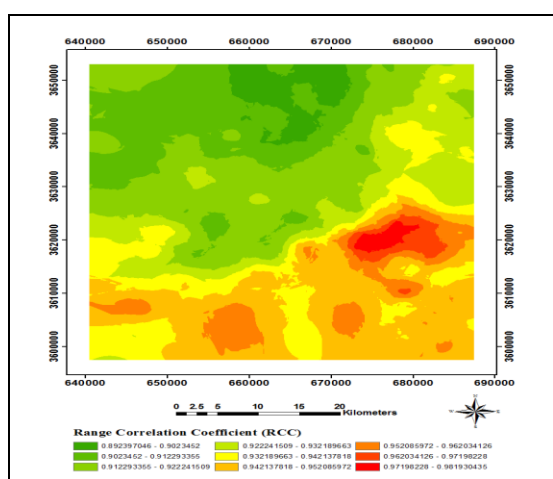 640000 650000 660000 670000 680000 690000
3650000 3650000
3640000 3640000
3630000 3630000
3620000 3620000
3610000 3610000
3600000 3600000
640000 650000 660000 670000 680000 690000
0 2.5 5 10 15 20
Kilometers
Range Correlation Coefficient (RCC)
0.892397046 - 0.9023452 0.922241509 - 0.932189663 0.952085972 - 0.962034126
0.9023452 - 0.912293355 0.932189663 - 0.942137818 0.962034126 - 0.97198228
0.912293355 - 0.922241509 0.942137818 - 0.952085972 0.97198228 - 0.981930435